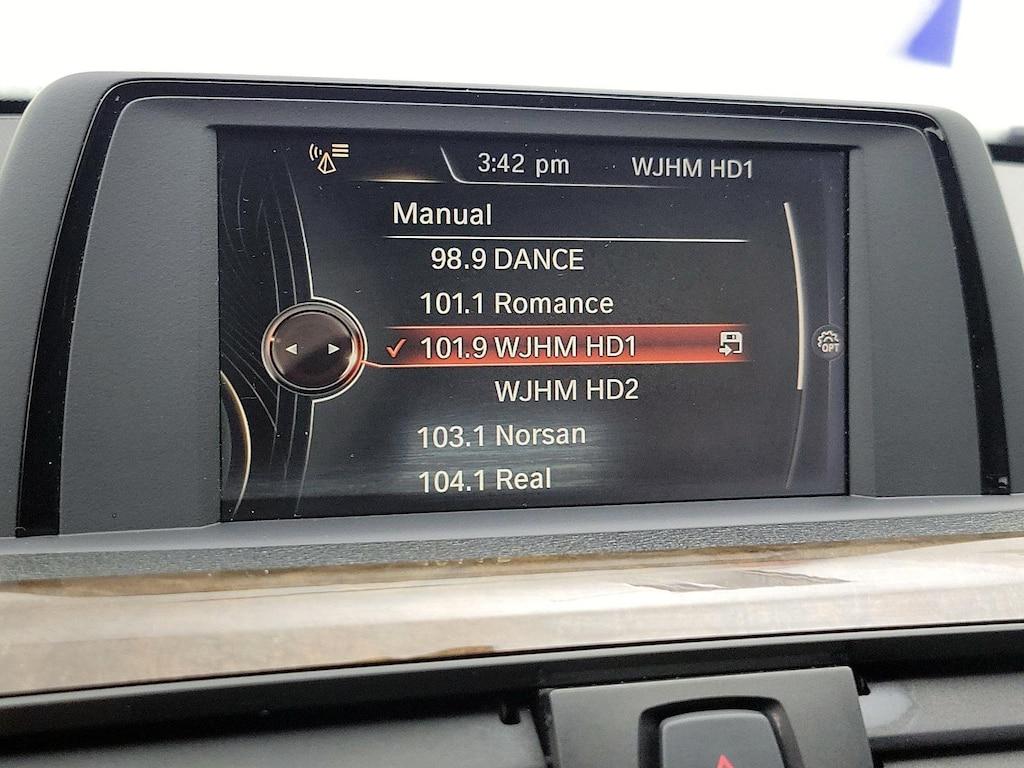 3:42 pm WJHM HD1
Manual
98.9 DANCE
101.1 Romance
✓ 101.9 WJHM HD1
OPT
WJHM HD2
103.1 Norsan
104.1 Real